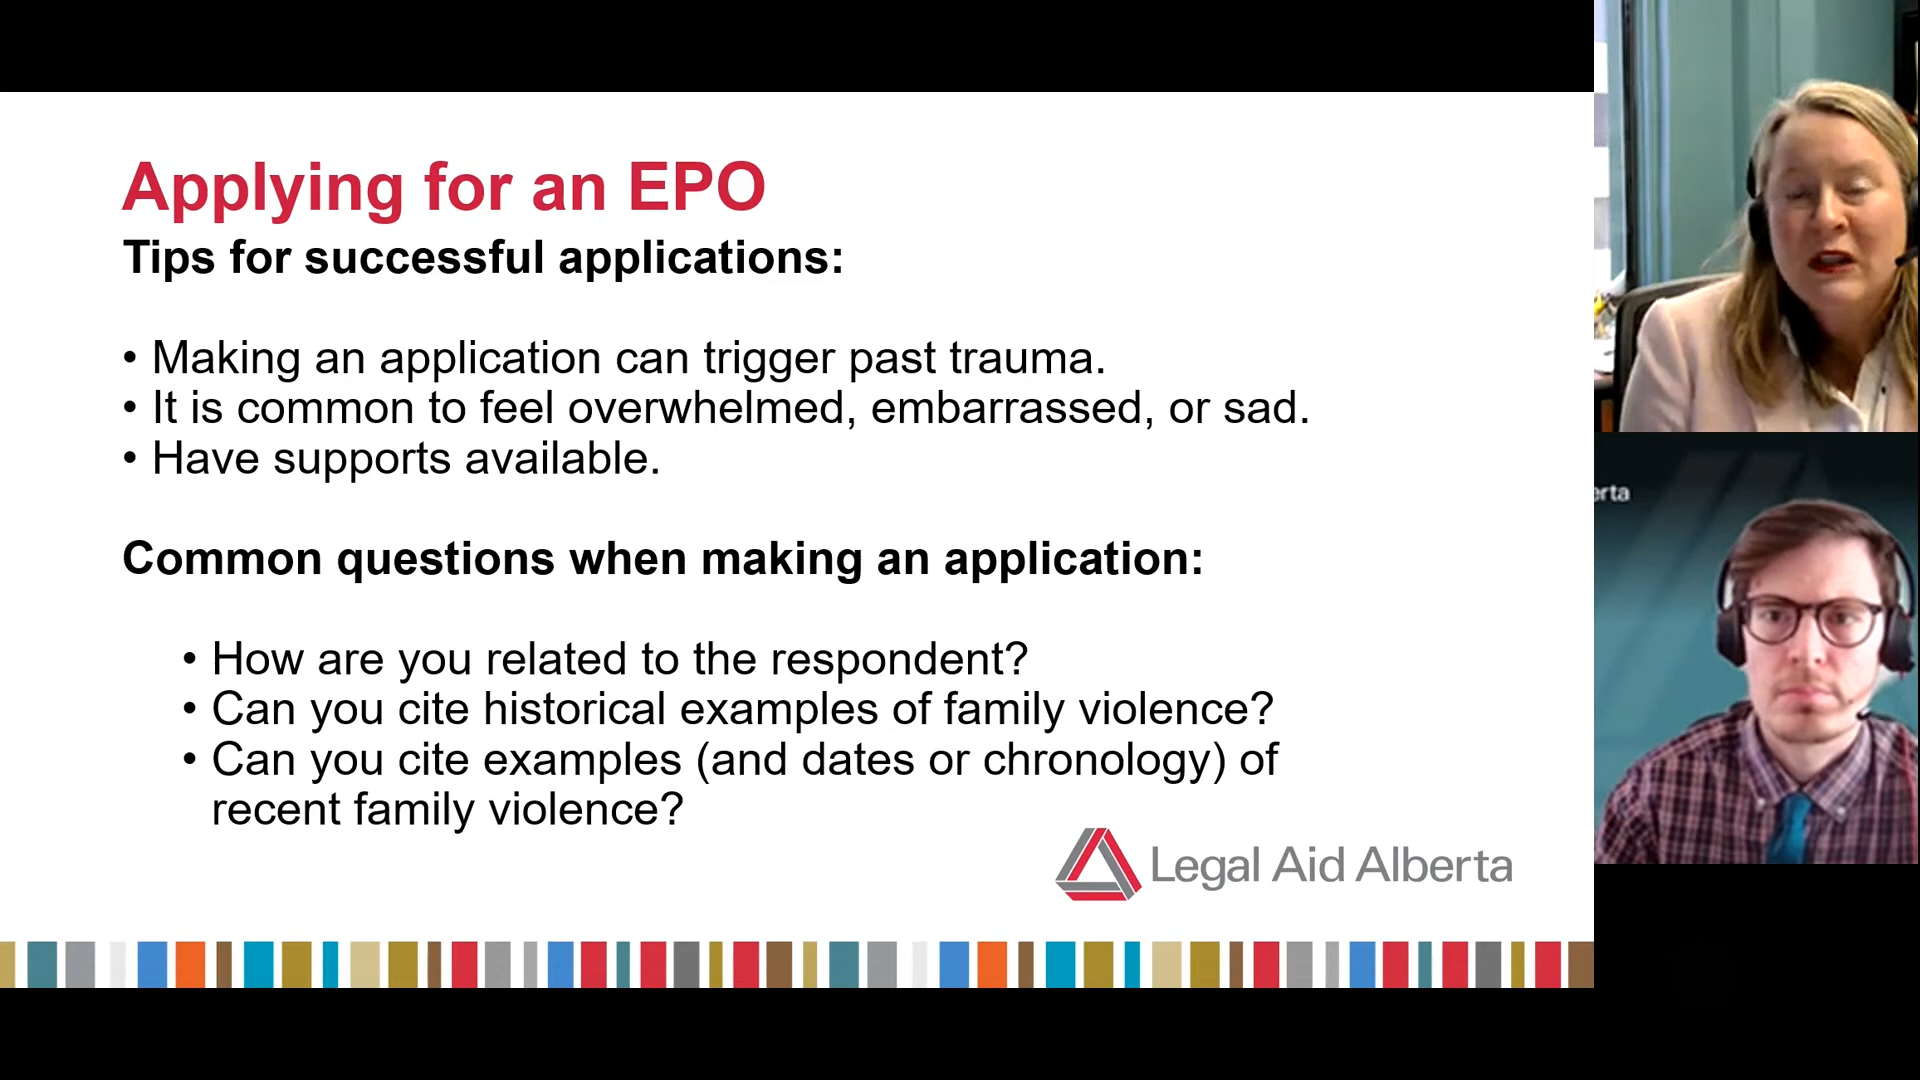 Applying for an EPO
Tips for successful applications:
• Making an application can trigger past trauma.
• It is common to feel overwhelmed, embarrassed, or sad.
• Have supports available.
Common questions when making an application:
• How are you related to the respondent?
• Can you cite historical examples of family violence?
• Can you cite examples (and dates or chronology) of
recent family violence?
Legal Aid Alberta
erta